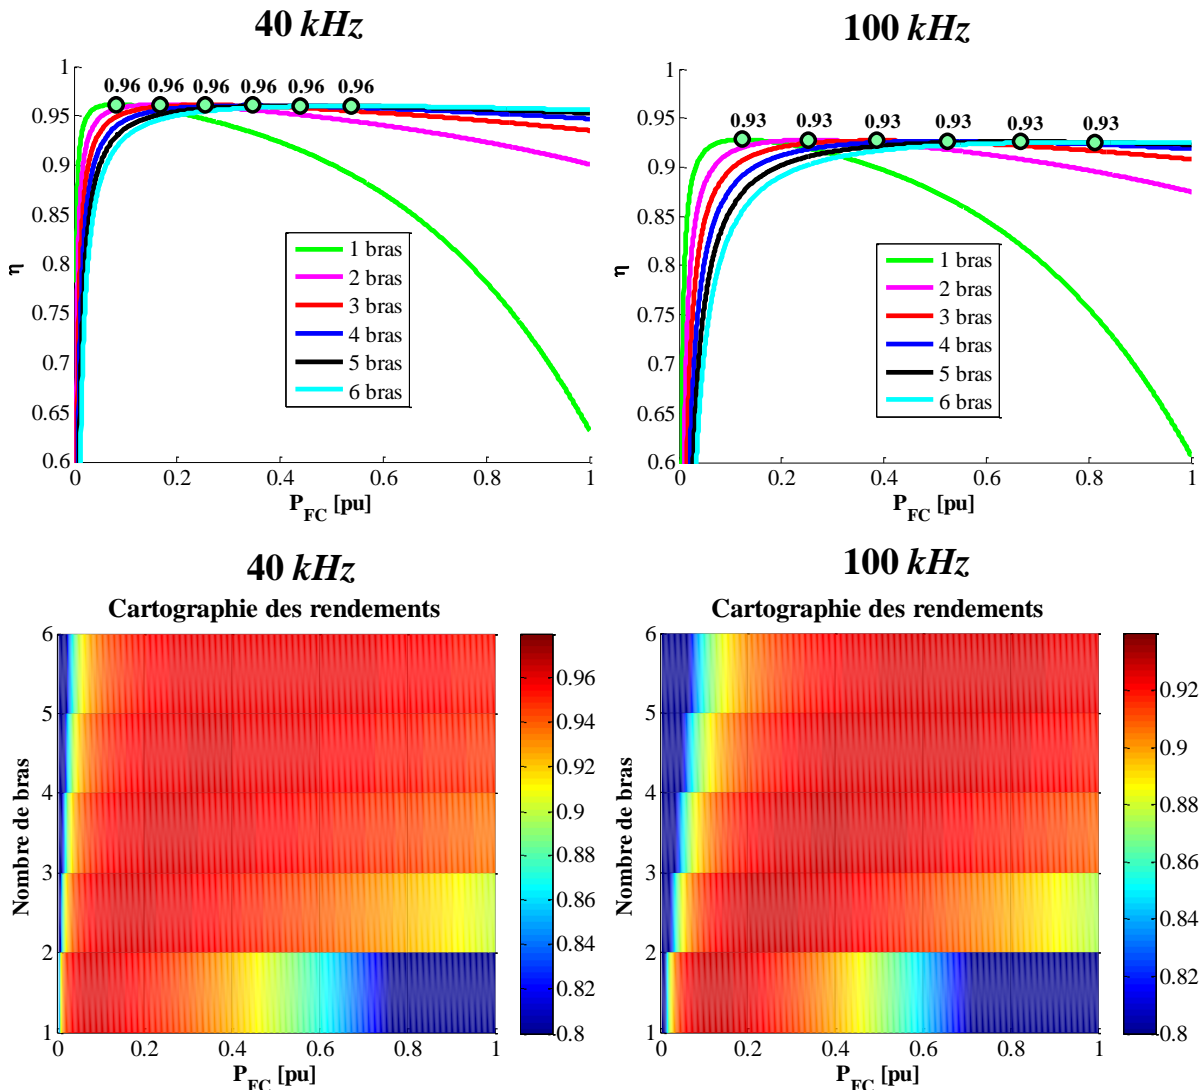 40 kHz
0.96 0.96 0.96 0.96 0.96 0.96
1
0.95
0.9
0.85
0.8
0.75
0.7
0.65
0.6
η
1 bras
2 bras
3 bras
4 bras
5 bras
6 bras
0 0.2 0.4 0.6 0.8 1
P_FC [pu]
100 kHz
0.93 0.93 0.93 0.93 0.93 0.93
1
0.95
0.9
0.85
0.8
0.75
0.7
0.65
0.6
η
1 bras
2 bras
3 bras
4 bras
5 bras
6 bras
0 0.2 0.4 0.6 0.8 1
P_FC [pu]
40 kHz
Cartographie des rendements
6
5
4
3
2
1
Nombre de bras
0 0.2 0.4 0.6 0.8 1
P_FC [pu]
0.96
0.94
0.92
0.9
0.88
0.86
0.84
0.82
0.8
100 kHz
Cartographie des rendements
6
5
4
3
2
1
Nombre de bras
0 0.2 0.4 0.6 0.8 1
P_FC [pu]
0.92
0.9
0.88
0.86
0.84
0.82
0.8